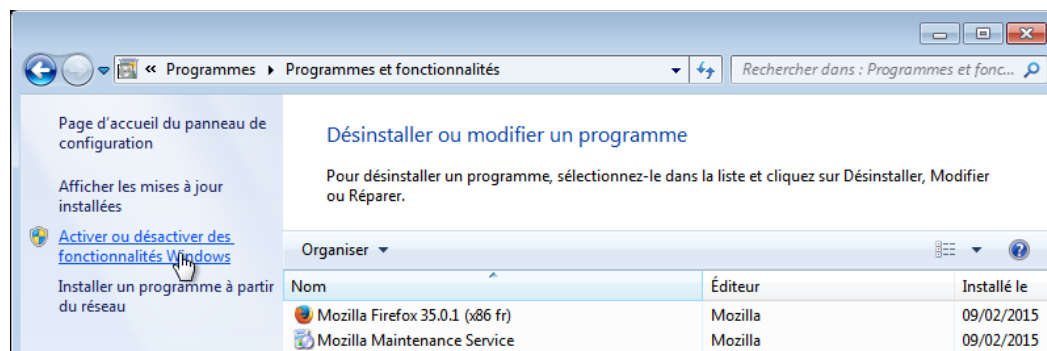 « Programmes ▸ Programmes et fonctionnalités
Rechercher dans : Programmes et fonc...
Page d'accueil du panneau de
configuration
Afficher les mises à jour
installées
Activer ou désactiver des
fonctionnalités Windows
Installer un programme à partir
du réseau
Désinstaller ou modifier un programme
Pour désinstaller un programme, sélectionnez-le dans la liste et cliquez sur Désinstaller, Modifier
ou Réparer.
Organiser
Nom Éditeur Installé le
Mozilla Firefox 35.0.1 (x86 fr) Mozilla 09/02/2015
Mozilla Maintenance Service Mozilla 09/02/2015